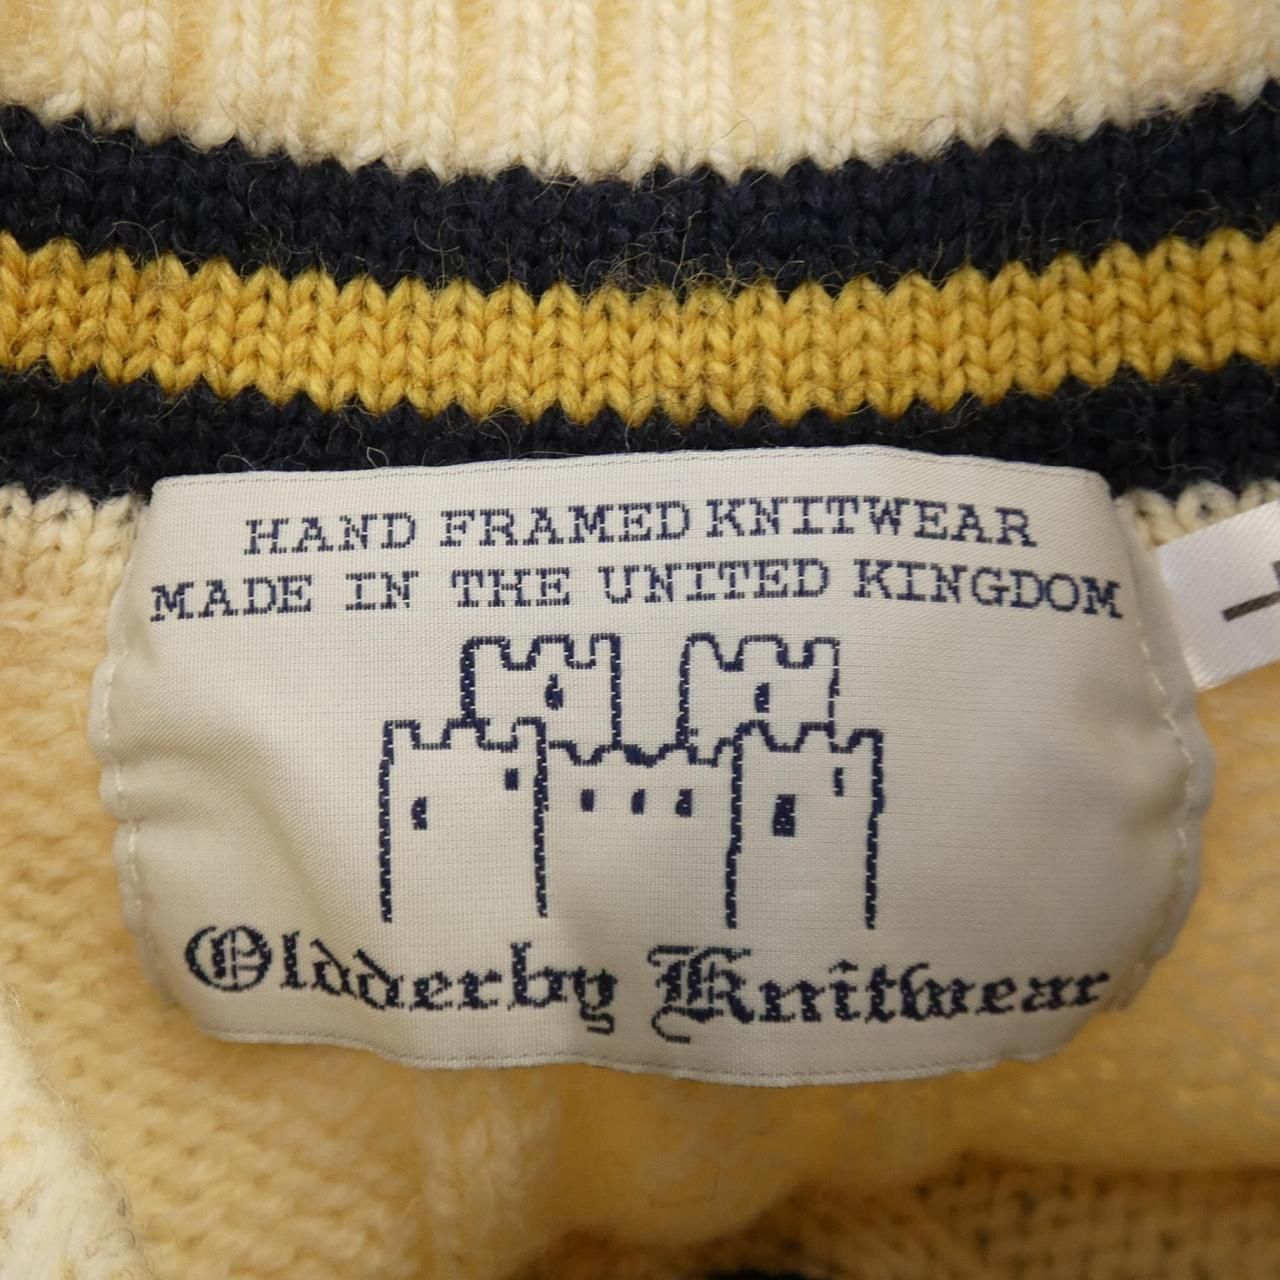 HAND FRAMED KNITWEAR
MADE IN THE UNITED KINGDOM
Oldderby Knitwear